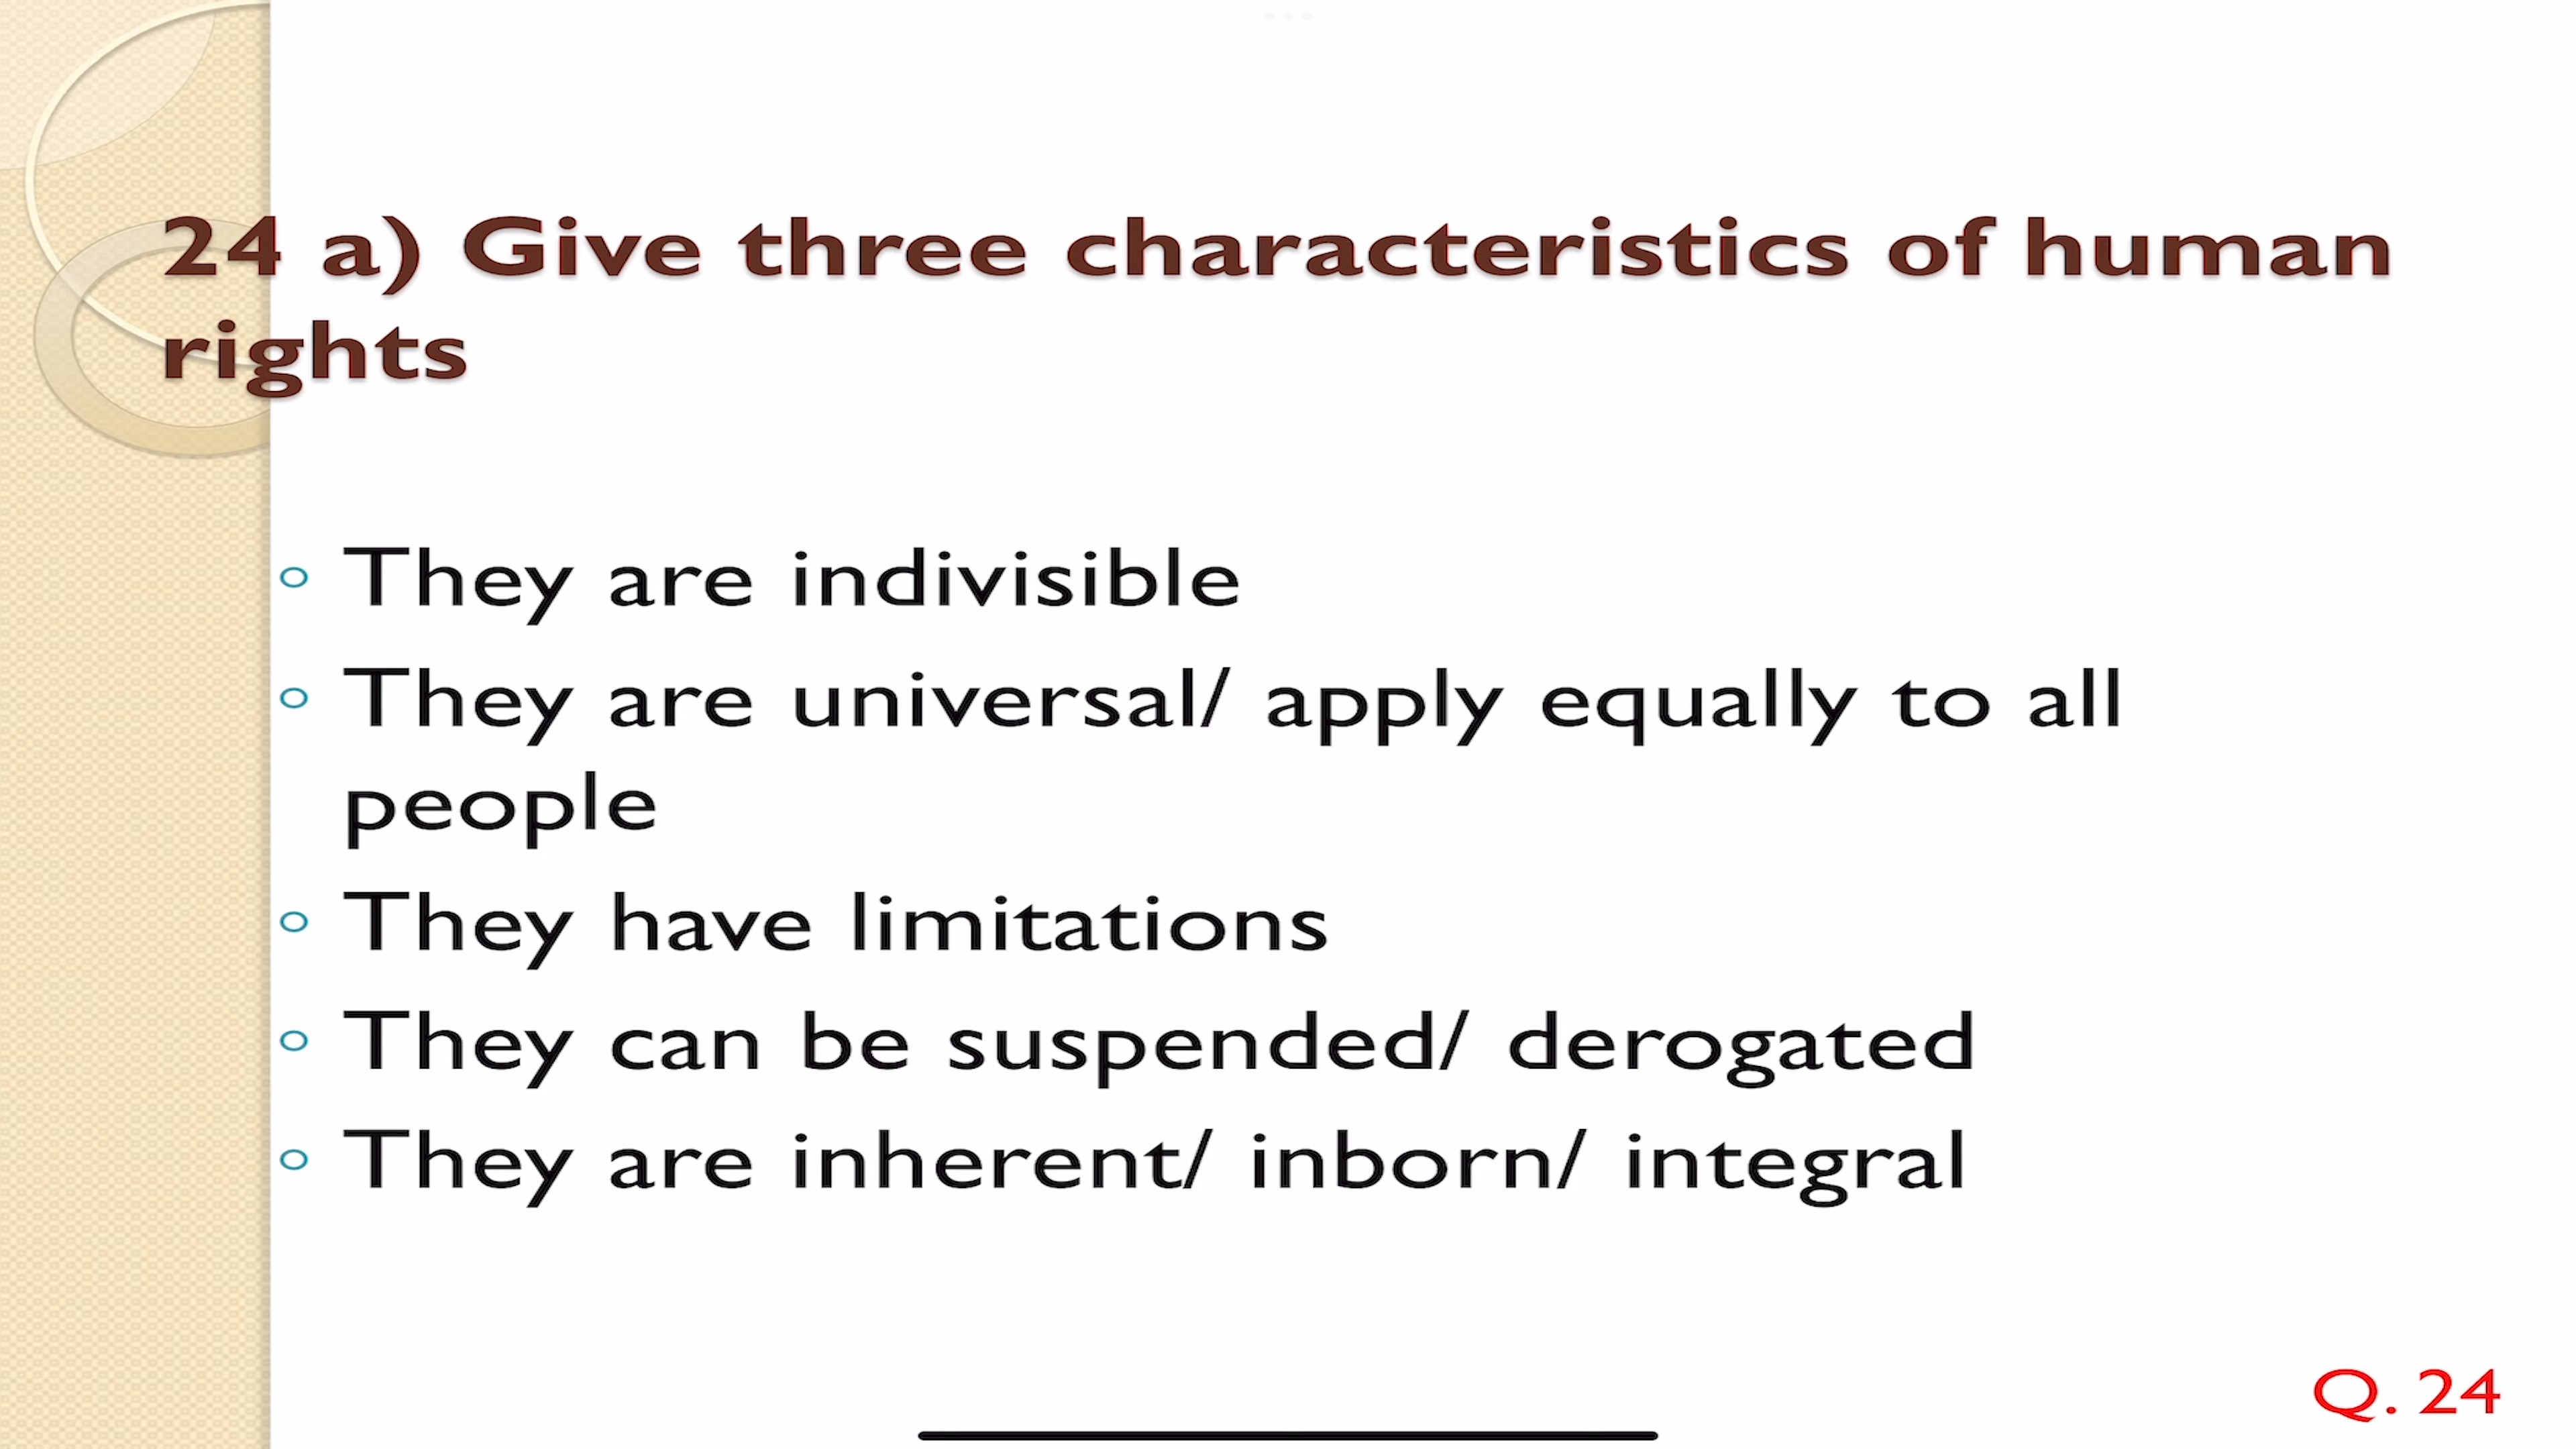 24 a) Give three characteristics of human
rights
They are indivisible
They are universal/ apply equally to all
people
They have limitations
They can be suspended/ derogated
They are inherent/ inborn/ integral
Q. 24